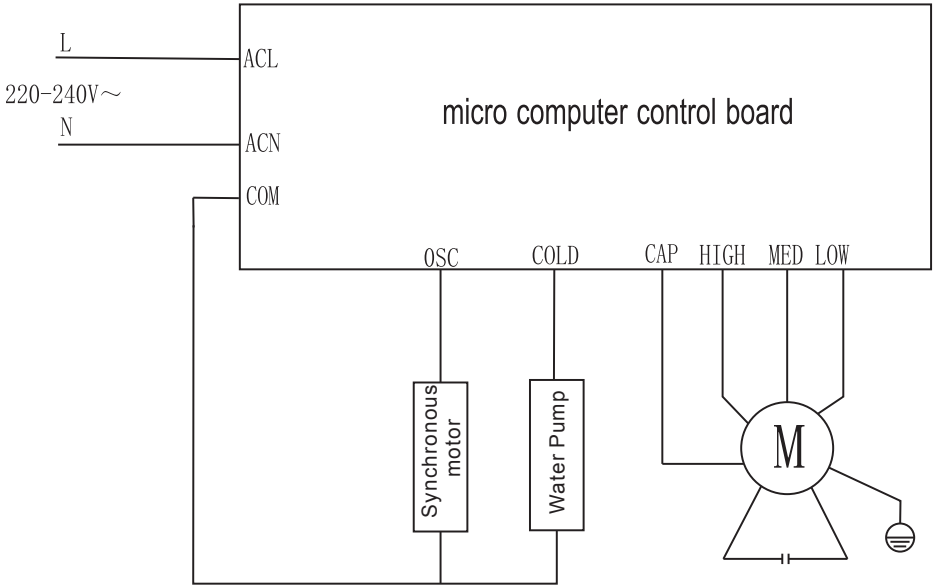 L
ACL
220-240V～
micro computer control board
N
ACN
COM
OSC
COLD
CAP
HIGH
MED
LOW
Synchronous
motor
Water Pump
M